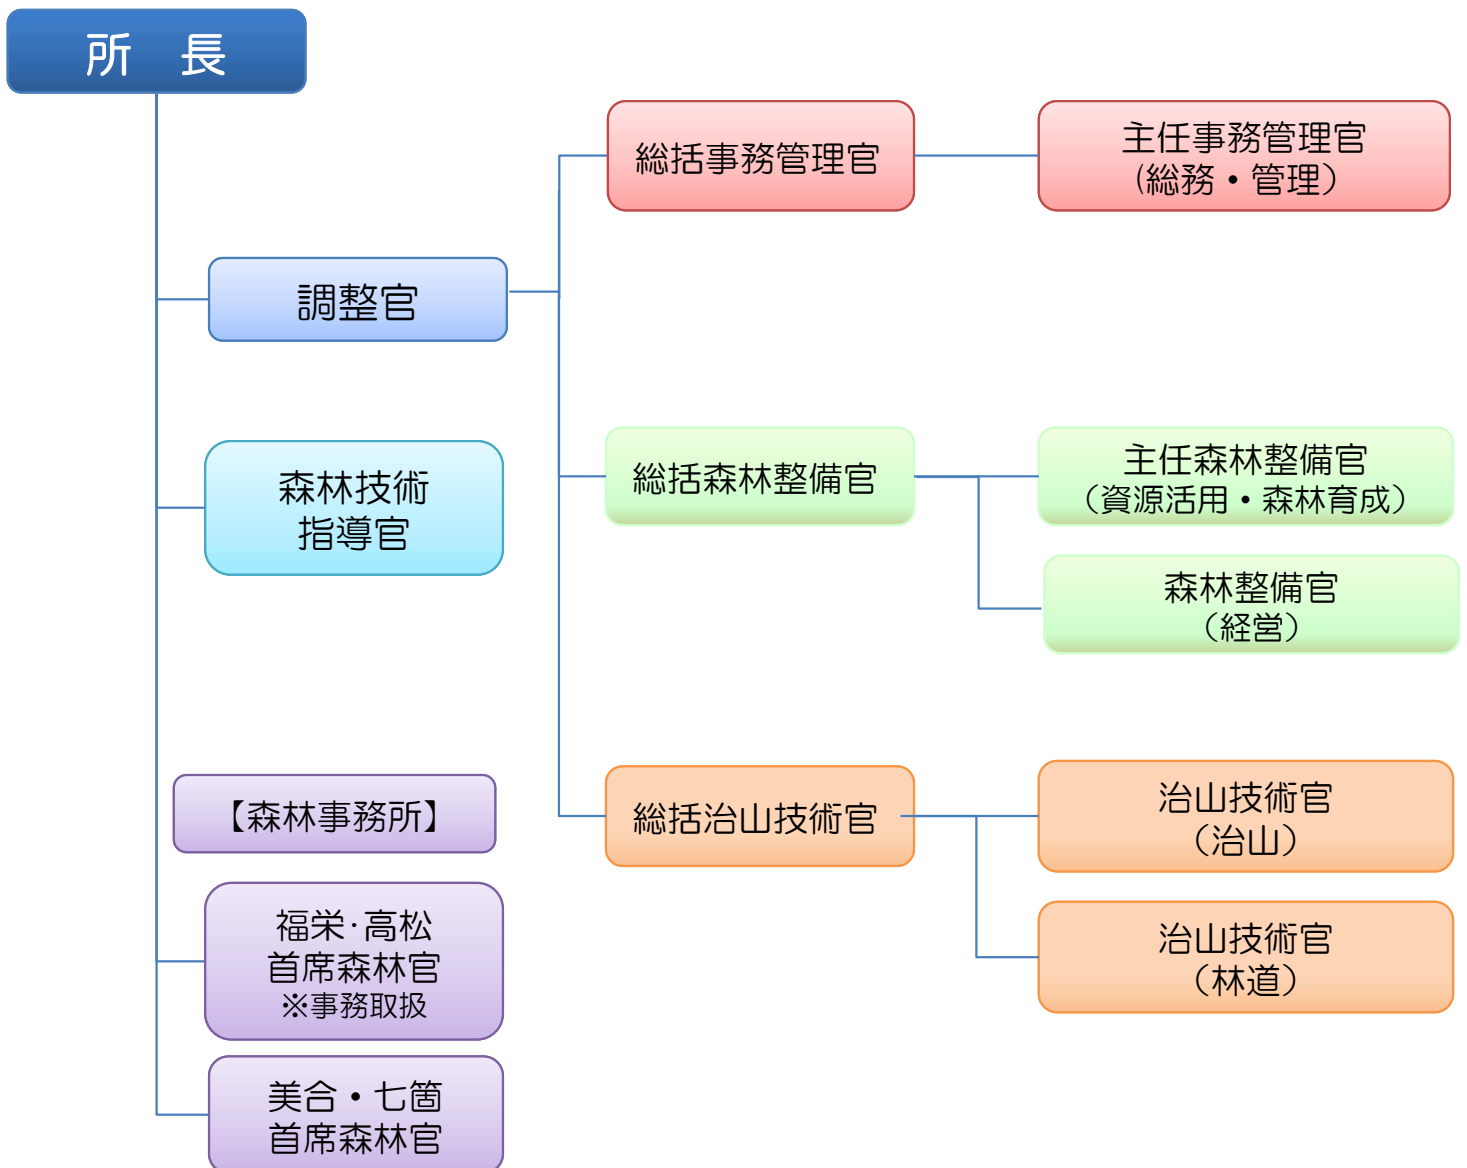 所　長
総括事務管理官
主任事務管理官
(総務・管理）
調整官
森林技術
指導官
総括森林整備官
主任森林整備官
（資源活用・森林育成）
森林整備官
（経営）
【森林事務所】
総括治山技術官
治山技術官
（治山）
福栄･高松
首席森林官
※事務取扱
治山技術官
（林道）
美合・七箇
首席森林官